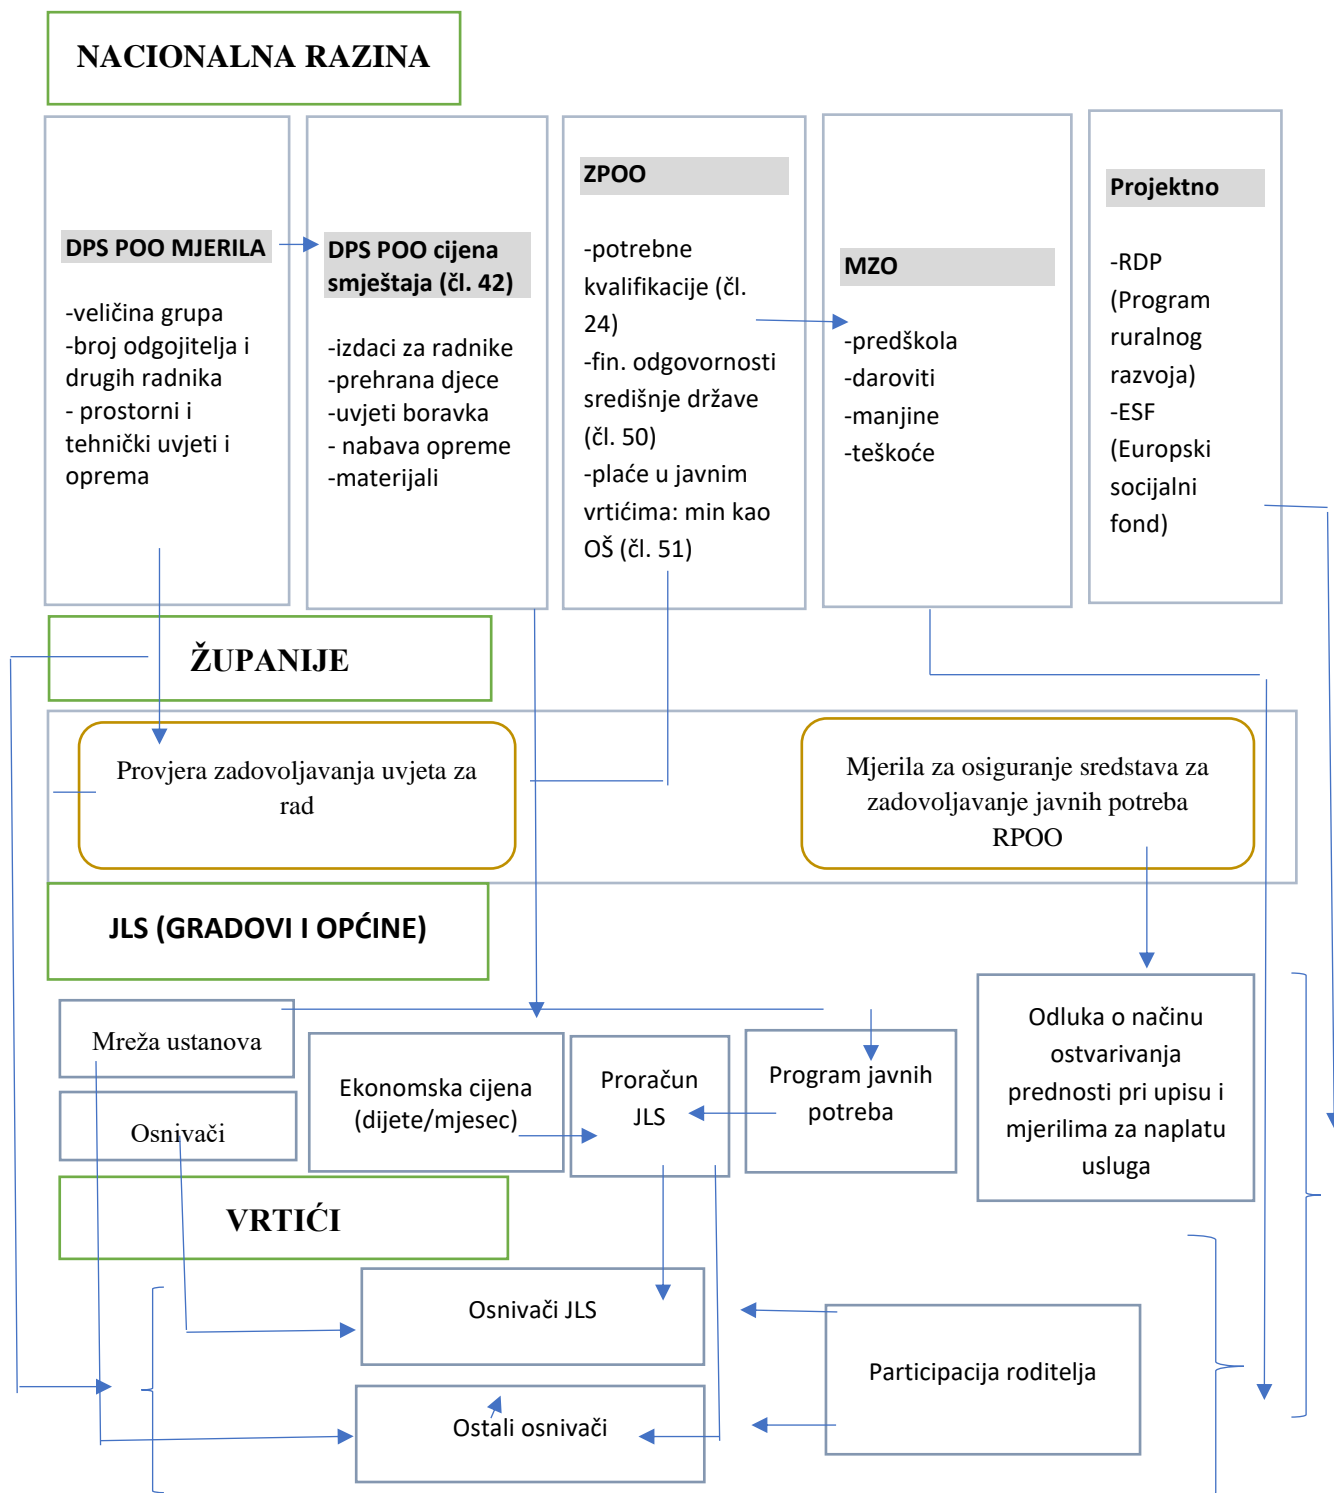 NACIONALNA RAZINA
DPS POO MJERILA
-veličina grupa
-broj odgojitelja i
drugih radnika
- prostorni i
tehnički uvjeti i
oprema
DPS POO cijena
smještaja (čl. 42)
-izdaci za radnike
-prehrana djece
-uvjeti boravka
- nabava opreme
-materijali
ZPOO
-potrebne
kvalifikacije (čl.
24)
-fin. odgovornosti
središnje države
(čl. 50)
-plaće u javnim
vrtićima: min kao
OŠ (čl. 51)
MZO
-predškola
-daroviti
-manjine
-teškoće
Projektno
-RDP
(Program
ruralnog
razvoja)
-ESF
(Europski
socijalni
fond)
ŽUPANIJE
Provjera zadovoljavanja uvjeta za
rad
Mjerila za osiguranje sredstava za
zadovoljavanje javnih potreba
RPOO
JLS (GRADOVI I OPĆINE)
Mreža ustanova
Osnivači
Ekonomska cijena
(dijete/mjesec)
Proračun
JLS
Program javnih
potreba
Odluka o načinu
ostvarivanja
prednosti pri upisu i
mjerilima za naplatu
usluga
VRTIĆI
Osnivači JLS
Ostali osnivači
Participacija roditelja